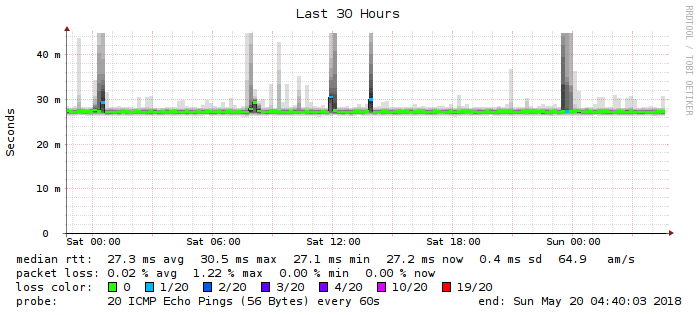 Last 30 Hours
RRDTOOL / TOBI OETIKER
Seconds
40 m
30 m
20 m
10 m
0
Sat 00:00 Sat 06:00 Sat 12:00 Sat 18:00 Sun 00:00
median rtt: 27.3 ms avg 30.5 ms max 27.1 ms min 27.2 ms now 0.4 ms sd 64.9 am/s
packet loss: 0.02 % avg 1.22 % max 0.00 % min 0.00 % now
loss color: 0 1/20 2/20 3/20 4/20 10/20 19/20
probe: 20 ICMP Echo Pings (56 Bytes) every 60s end: Sun May 20 04:40:03 2018